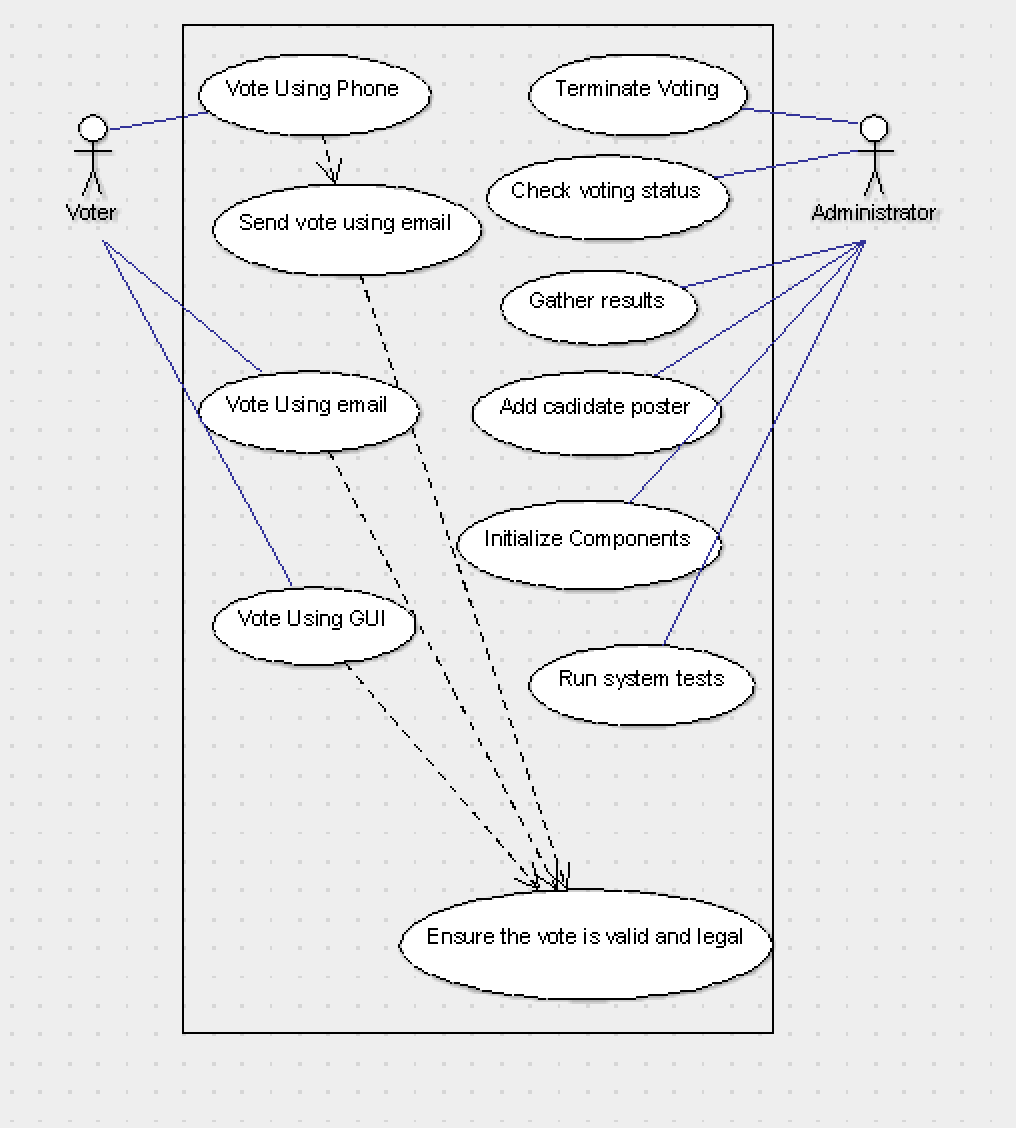 Vote Using Phone
Terminate Voting
Check voting status
Voter
Administrator
Send vote using email
Gather results
Vote Using email
Add cadidate poster
Initialize Components
Vote Using GUI
Run system tests
Ensure the vote is valid and legal